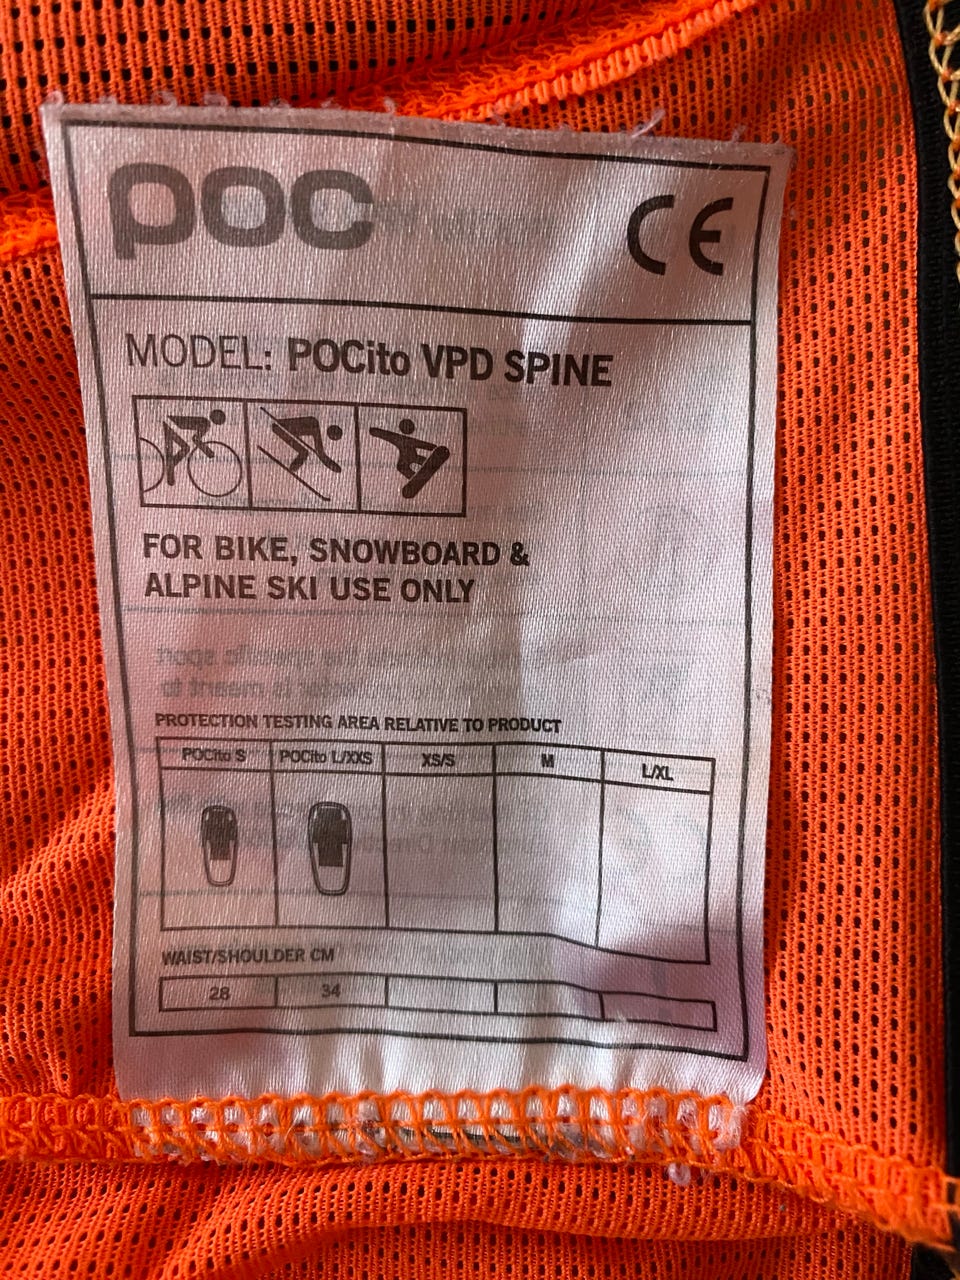 poc CE
MODEL: POCito VPD SPINE
FOR BIKE, SNOWBOARD &
ALPINE SKI USE ONLY
PROTECTION TESTING AREA RELATIVE TO PRODUCT
POCito S POCito L/XXS XS/S M L/XL
WAIST/SHOULDER CM
28 34